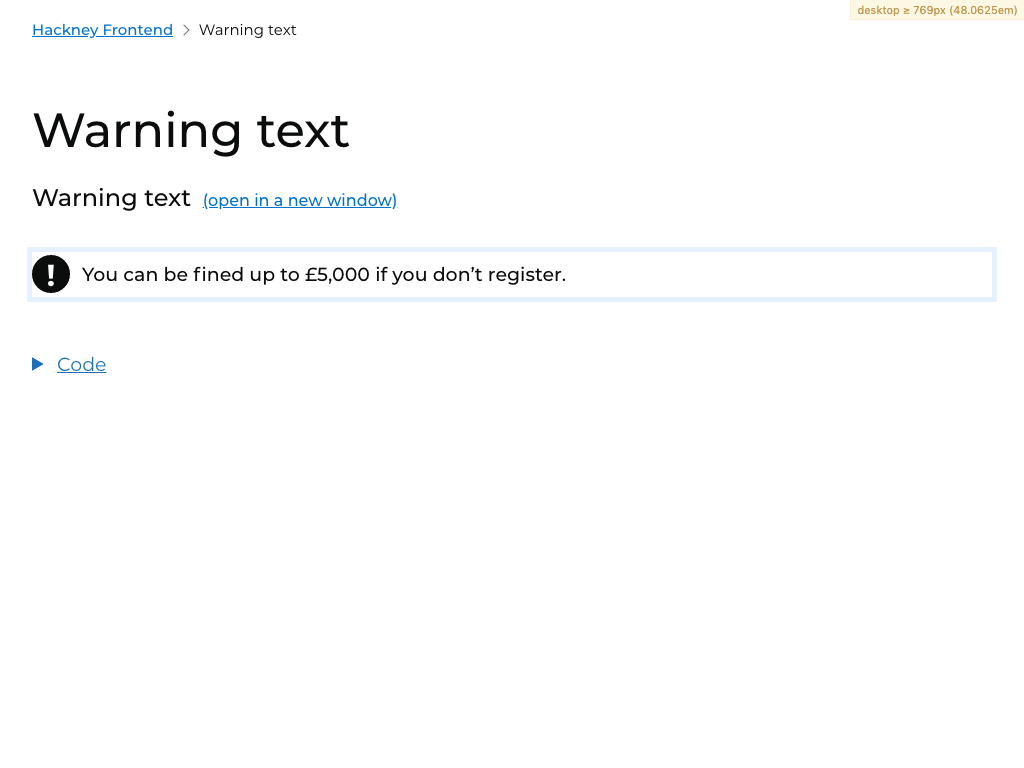 desktop ≥ 769px (48.0625em)
Hackney Frontend > Warning text
Warning text
Warning text (open in a new window)
! You can be fined up to £5,000 if you don’t register.
Code